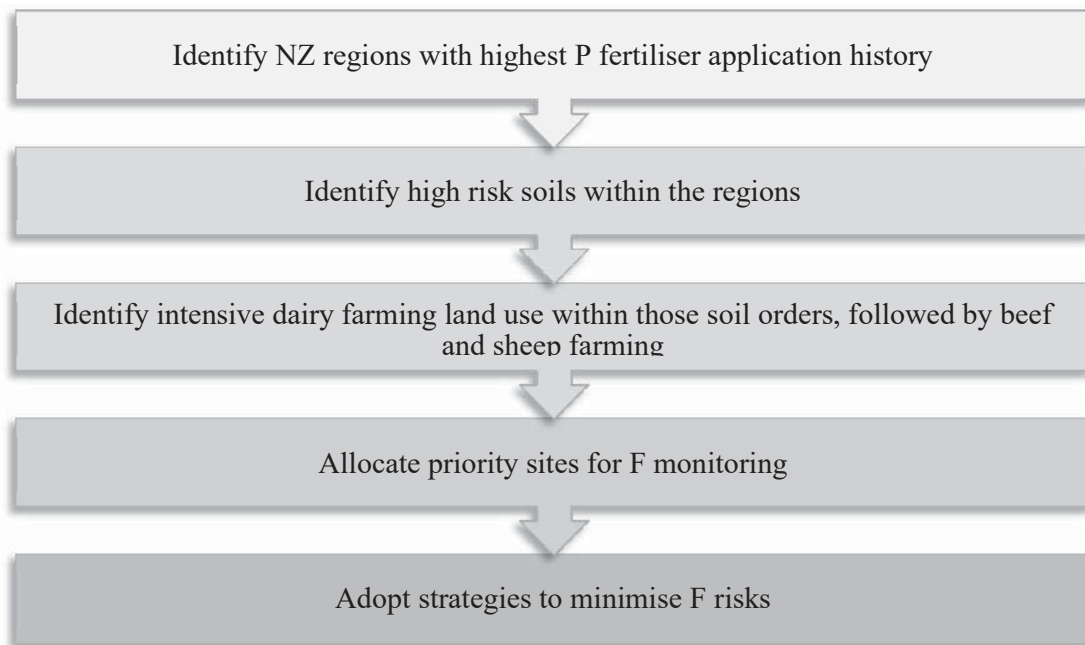 Identify NZ regions with highest P fertiliser application history
Identify high risk soils within the regions
Identify intensive dairy farming land use within those soil orders, followed by beef
and sheep farming
Allocate priority sites for F monitoring
Adopt strategies to minimise F risks